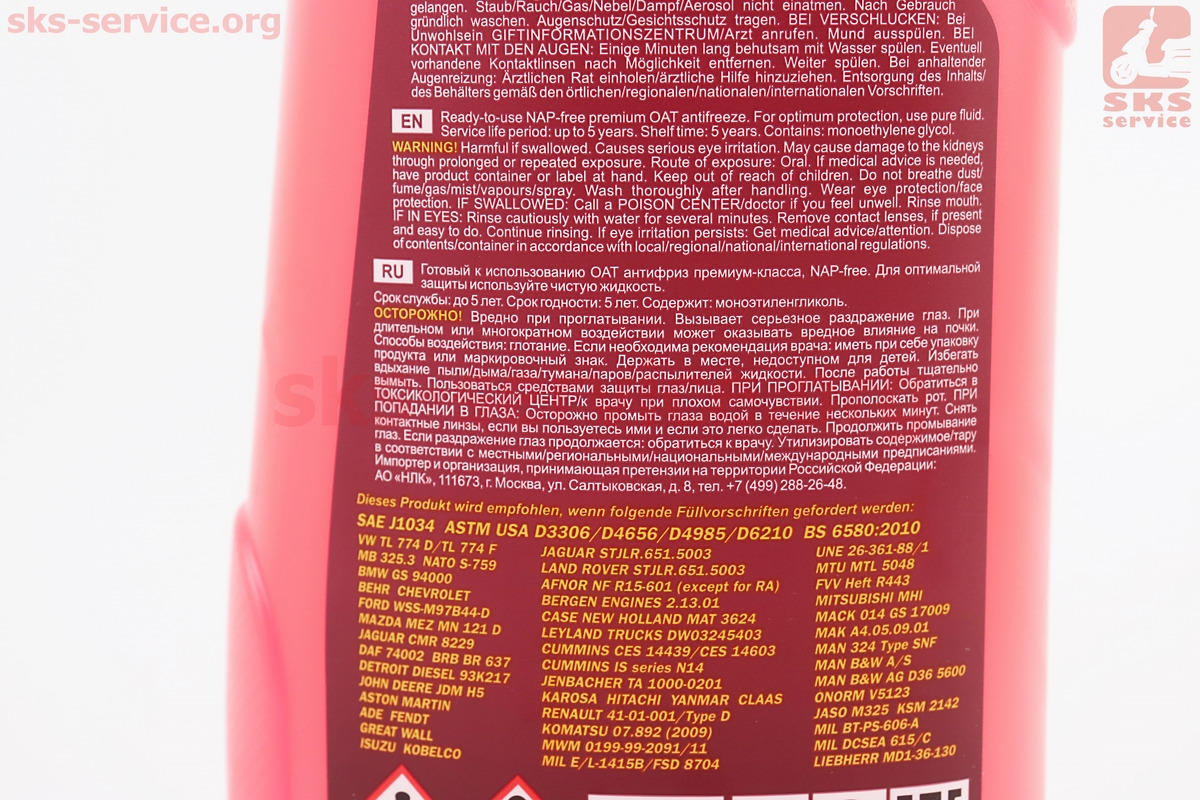 sks-service.org
SKS
service
gelangen. Staub/Rauch/Gas/Nebel/Dampf/Aerosol nicht einatmen. Nach Gebrauch
gründlich waschen. Augenschutz/Gesichtsschutz tragen. BEI VERSCHLUCKEN: Bei
Unwohlsein GIFTINFORMATIONSZENTRUM/Arzt anrufen. Mund ausspülen. BEI
KONTAKT MIT DEN AUGEN: Einige Minuten lang behutsam mit Wasser spülen. Eventuell
vorhandene Kontaktlinsen nach Möglichkeit entfernen. Weiter spülen. Bei anhaltender
Augenreizung: Ärztlichen Rat einholen/ärztliche Hilfe hinzuziehen. Entsorgung des Inhalts/
des Behälters gemäß den örtlichen/regionalen/nationalen/internationalen Vorschriften.
EN Ready-to-use NAP-free premium OAT antifreeze. For optimum protection, use pure fluid.
Service life period: up to 5 years. Shelf time: 5 years. Contains: monoethylene glycol.
WARNING! Harmful if swallowed. Causes serious eye irritation. May cause damage to the kidneys
through prolonged or repeated exposure. Route of exposure: Oral. If medical advice is needed,
have product container or label at hand. Keep out of reach of children. Do not breathe dust/
fume/gas/mist/vapours/spray. Wash thoroughly after handling. Wear eye protection/face
protection. IF SWALLOWED: Call a POISON CENTER/doctor if you feel unwell. Rinse mouth.
IF IN EYES: Rinse cautiously with water for several minutes. Remove contact lenses, if present
and easy to do. Continue rinsing. If eye irritation persists: Get medical advice/attention. Dispose
of contents/container in accordance with local/regional/national/international regulations.
RU Готовый к использованию OAT антифриз премиум-класса, NAP-free. Для оптимальной
защиты используйте чистую жидкость.
Срок службы: до 5 лет. Срок годности: 5 лет. Содержит: моноэтиленгликоль.
ОСТОРОЖНО! Вредно при проглатывании. Вызывает серьезное раздражение глаз. При
длительном или многократном воздействии может оказывать вредное влияние на почки.
Способы воздействия: глотание. Если необходима рекомендация врача: иметь при себе упаковку
продукта или маркировочный знак. Держать в месте, недоступном для детей. Избегать
вдыхание пыли/дыма/газа/тумана/паров/распылителей жидкости. После работы тщательно
вымыть. Пользоваться средствами защиты глаз/лица. ПРИ ПРОГЛАТЫВАНИИ: Обратиться в
ТОКСИКОЛОГИЧЕСКИЙ ЦЕНТР/к врачу при плохом самочувствии. Прополоскать рот. ПРИ
ПОПАДАНИИ В ГЛАЗА: Осторожно промыть глаза водой в течение нескольких минут. Снять
контактные линзы, если вы пользуетесь ими и если это легко сделать. Продолжить промывание
глаз. Если раздражение глаз продолжается: обратиться к врачу. Утилизировать содержимое/тару
в соответствии с местными/региональными/национальными/международными предписаниями.
Импортер и организация, принимающая претензии на территории Российской Федерации:
АО «НЛК», 111673, г. Москва, ул. Салтыковская, д. 8, тел. +7 (499) 288-26-48.
Dieses Produkt wird empfohlen, wenn folgende Füllvorschriften gefordert werden:
SAE J1034 ASTM USA D3306/D4656/D4985/D6210 BS 6580:2010
VW TL 774 D/TL 774 F
MB 325.3 NATO S-759
BMW GS 94000
BEHR CHEVROLET
FORD WSS-M97B44-D
MAZDA MEZ MN 121 D
JAGUAR CMR 8229
DAF 74002 BRB BR 637
DETROIT DIESEL 93K217
JOHN DEERE JDM H5
ASTON MARTIN
ADE FENDT
GREAT WALL
ISUZU KOBELCO
JAGUAR STJLR.651.5003
LAND ROVER STJLR.651.5003
AFNOR NF R15-601 (except for RA)
BERGEN ENGINES 2.13.01
CASE NEW HOLLAND MAT 3624
LEYLAND TRUCKS DW03245403
CUMMINS CES 14439/CES 14603
CUMMINS IS series N14
JENBACHER TA 1000-0201
KAROSA HITACHI YANMAR CLAAS
RENAULT 41-01-001/Type D
KOMATSU 07.892 (2009)
MWM 0199-99-2091/11
MIL E/L-1415B/FSD 8704
UNE 26-361-88/1
MTU MTL 5048
FVV Heft R443
MITSUBISHI MHI
MACK 014 GS 17009
MAK A4.05.09.01
MAN 324 Type SNF
MAN B&W A/S
MAN B&W AG D36 5600
ONORM V5123
JASO M325 KSM 2142
MIL BT-PS-606-A
MIL DCSEA 615/C
LIEBHERR MD1-36-130